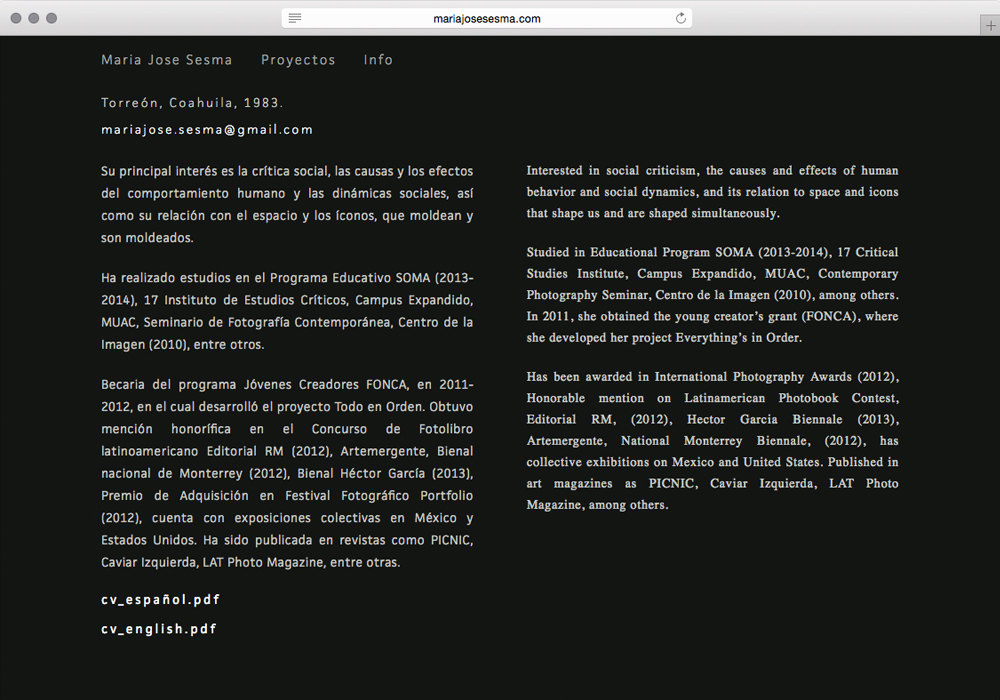 mariajosesesma.com
Maria Jose Sesma Proyectos Info
Torreón, Coahuila, 1983.
mariajose.sesma@gmail.com
Su principal interés es la crítica social, las causas y los efectos
del comportamiento humano y las dinámicas sociales, así
como su relación con el espacio y los íconos, que moldean y
son moldeados.
Ha realizado estudios en el Programa Educativo SOMA (2013-
2014), 17 Instituto de Estudios Críticos, Campus Expandido,
MUAC, Seminario de Fotografía Contemporánea, Centro de la
Imagen (2010), entre otros.
Becaria del programa Jóvenes Creadores FONCA, en 2011-
2012, en el cual desarrolló el proyecto Todo en Orden. Obtuvo
mención honorífica en el Concurso de Fotolibro
latinoamericano Editorial RM (2012), Artemergente, Bienal
nacional de Monterrey (2012), Bienal Héctor García (2013),
Premio de Adquisición en Festival Fotográfico Portfolio
(2012), cuenta con exposiciones colectivas en México y
Estados Unidos. Ha sido publicada en revistas como PICNIC,
Caviar Izquierda, LAT Photo Magazine, entre otras.
cv_español.pdf
cv_english.pdf
Interested in social criticism, the causes and effects of human
behavior and social dynamics, and its relation to space and icons
that shape us and are shaped simultaneously.
Studied in Educational Program SOMA (2013-2014), 17 Critical
Studies Institute, Campus Expandido, MUAC, Contemporary
Photography Seminar, Centro de la Imagen (2010), among others.
In 2011, she obtained the young creator’s grant (FONCA), where
she developed her project Everything’s in Order.
Has been awarded in International Photography Awards (2012),
Honorable mention on Latinamerican Photobook Contest,
Editorial RM, (2012), Hector Garcia Biennale (2013),
Artemergente, National Monterrey Biennale, (2012), has
collective exhibitions on Mexico and United States. Published in
art magazines as PICNIC, Caviar Izquierda, LAT Photo
Magazine, among others.